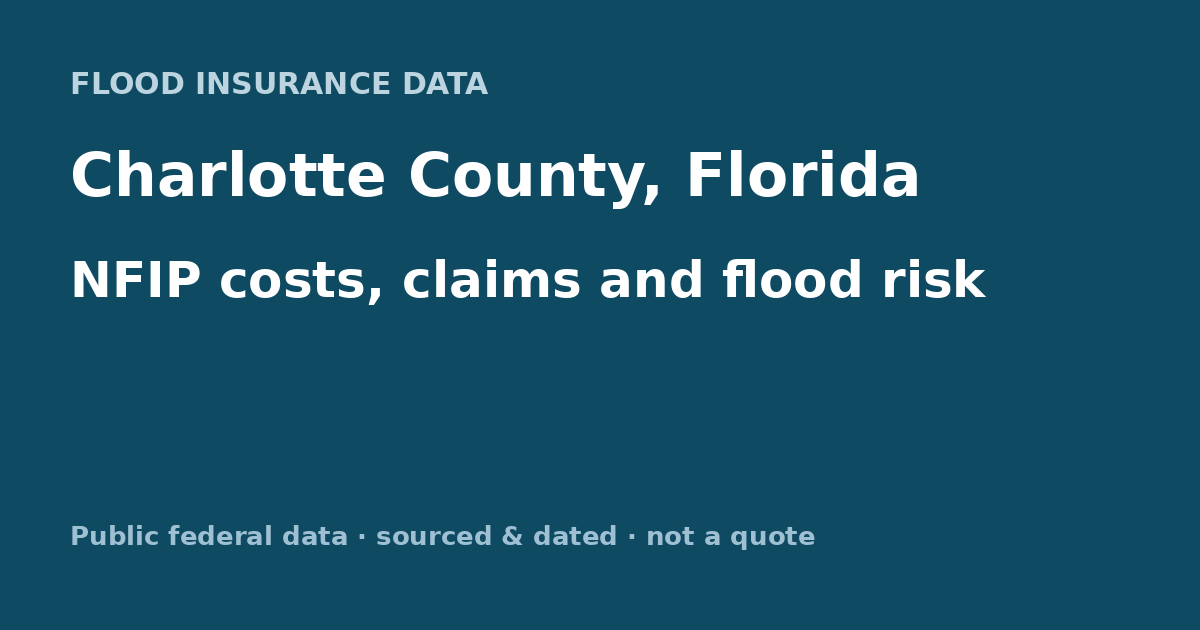 FLOOD INSURANCE DATA
Charlotte County, Florida
NFIP costs, claims and flood risk
Public federal data · sourced & dated · not a quote